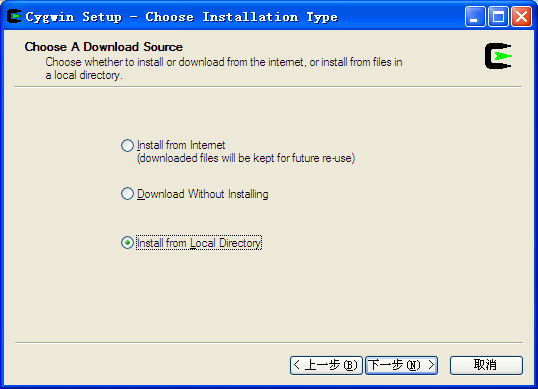 Cygwin Setup - Choose Installation Type
Choose A Download Source
Choose whether to install or download from the internet, or install from files in
a local directory.
Install from Internet
(downloaded files will be kept for future re-use)
Download Without Installing
Install from Local Directory
< 上一步(B) 下一步(N) > 取消